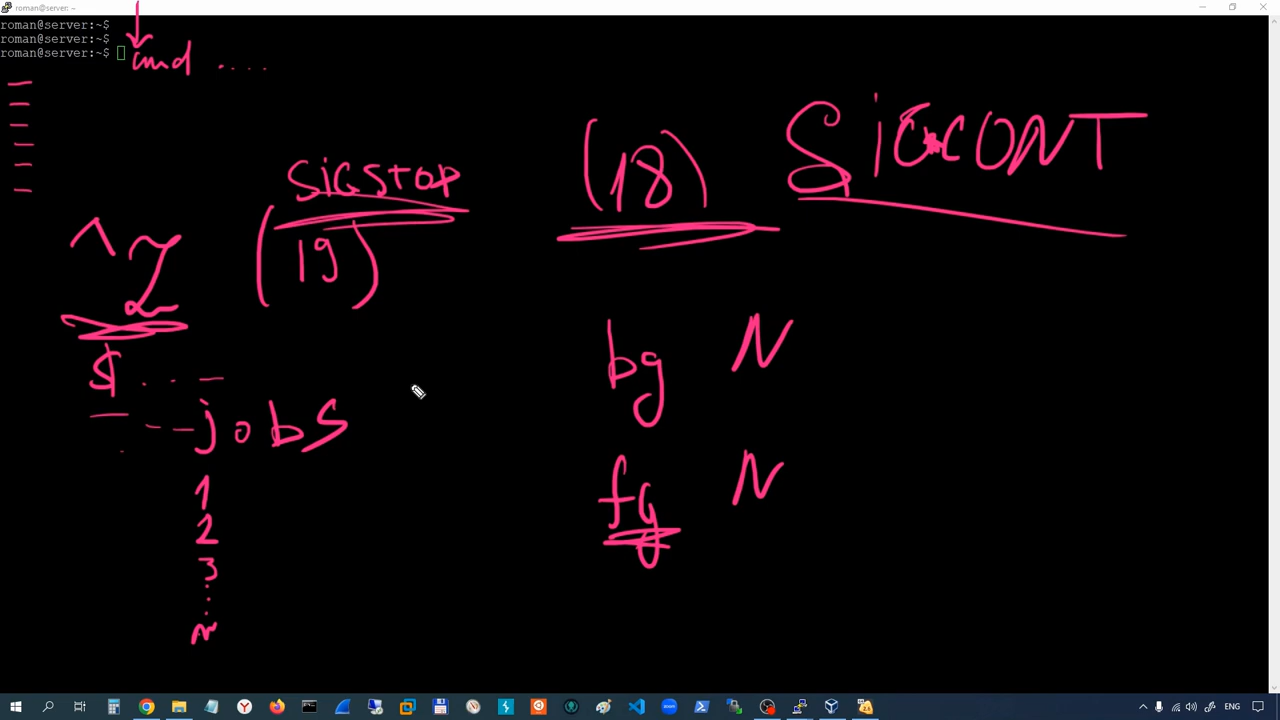 roman@server: ~
roman@server:~$
roman@server:~$
roman@server:~$
cmd ....
SIGSTOP
(19)
(18)
SIGCONT
^Z
$ ...
jobs
1
2
3
N
bg N
fg N
ENG